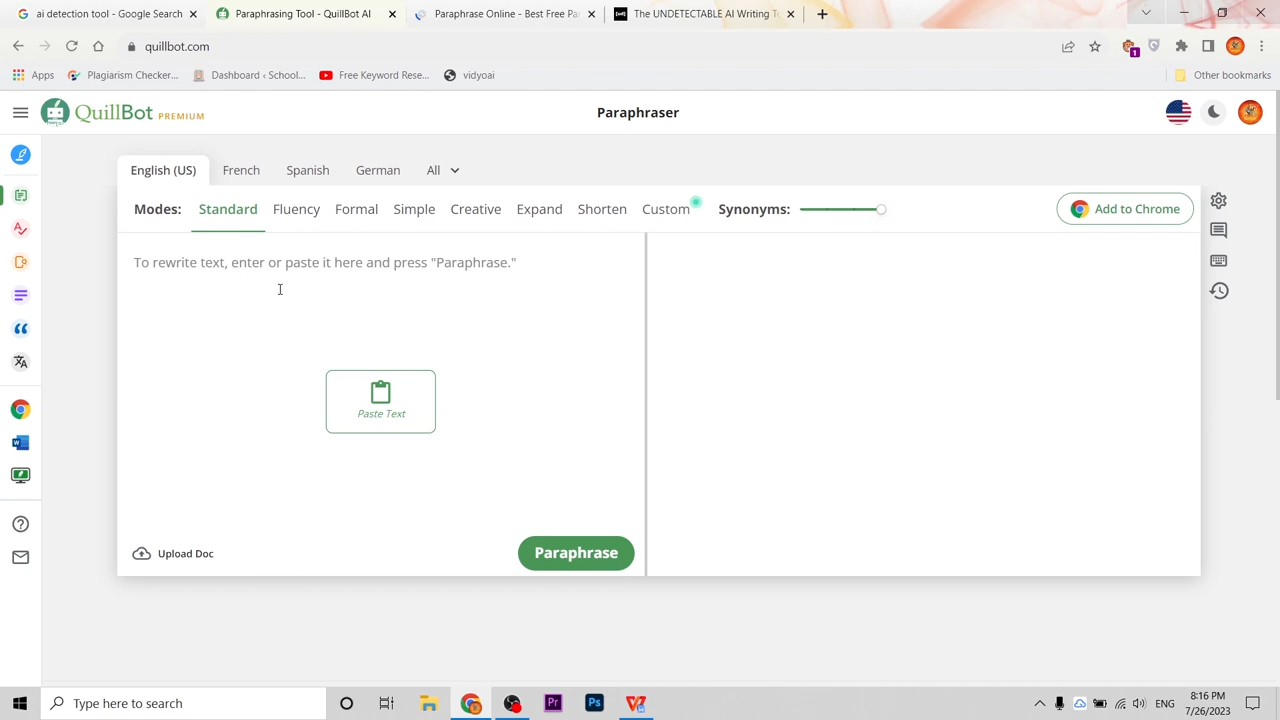 ai detection tool - Google Search
Paraphrasing Tool - QuillBot AI
Paraphrase Online - Best Free Par
The UNDETECTABLE AI Writing To
quillbot.com
1
Apps
Plagiarism Checker...
Dashboard ‹ School...
Free Keyword Rese...
vidyoai
Other bookmarks
QuillBot PREMIUM
Paraphraser
English (US)
French
Spanish
German
All
Modes:
Standard
Fluency
Formal
Simple
Creative
Expand
Shorten
Custom
Synonyms:
Add to Chrome
To rewrite text, enter or paste it here and press "Paraphrase."
Paste Text
Upload Doc
Paraphrase
Type here to search
Pr
Ps
ENG
8:16 PM
7/26/2023